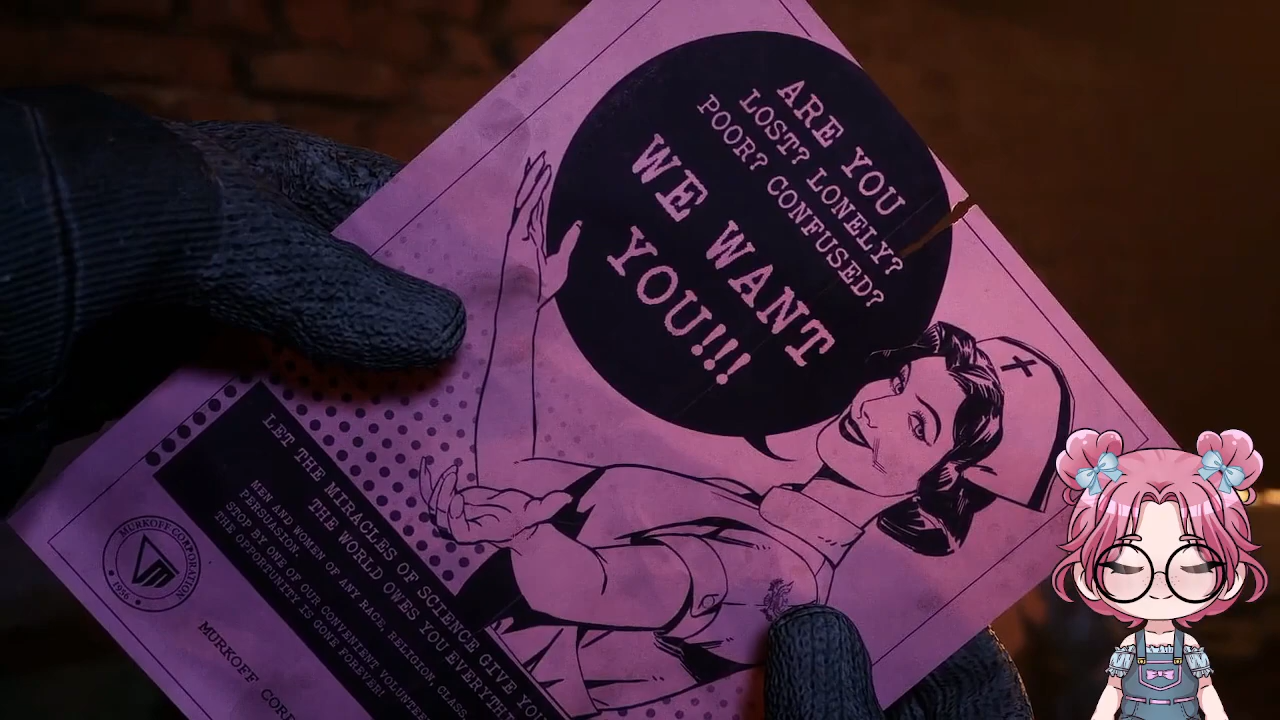 ARE YOU
LOST? LONELY?
POOR? CONFUSED?
WE WANT
YOU!!!
LET THE MIRACLES OF SCIENCE GIVE YOU
THE WORLD OWES YOU
MEN AND WOMEN OF ANY RACE, RELIGION, CLASS,
PERSUASION.
STOP BY ONE OF OUR CONVENIENT
THE OPPORTUNITY IS GONE FOREVER!
MURKOFF CORPORATION
1956
MURKOFF